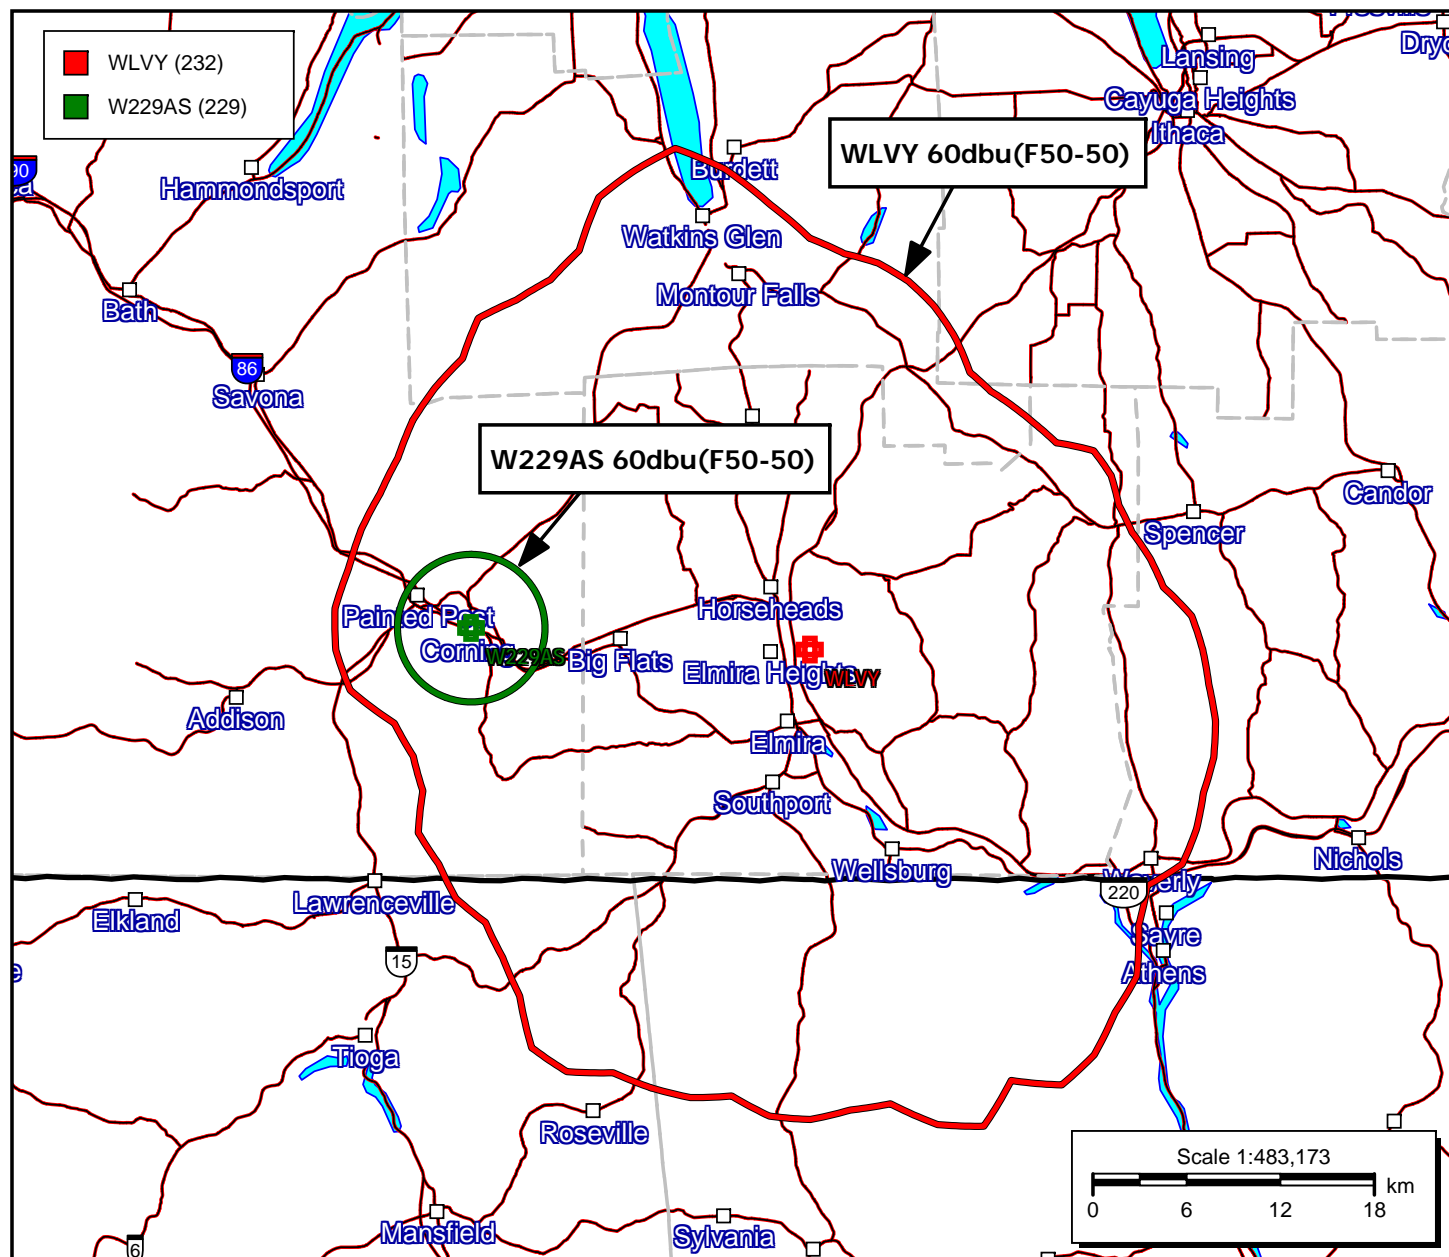 WLVY (232)
W229AS (229)
Lansing
Cayuga Heights
Ithaca
WLVY 60dbu(F50-50)
Burdett
90
Hammondsport
Watkins Glen
Montour Falls
Bath
86
Savona
W229AS 60dbu(F50-50)
Candor
Spencer
Painted Post
Horseheads
Corning
W229AS
Big Flats
Elmira Heights
WLVY
Addison
Elmira
Southport
Wellsburg
Nichols
Waverly
220
Lawrenceville
Elkland
Sayre
15
Athens
Tioga
Roseville
Scale 1:483,173
km
0 6 12 18
Mansfield
Sylvania
6